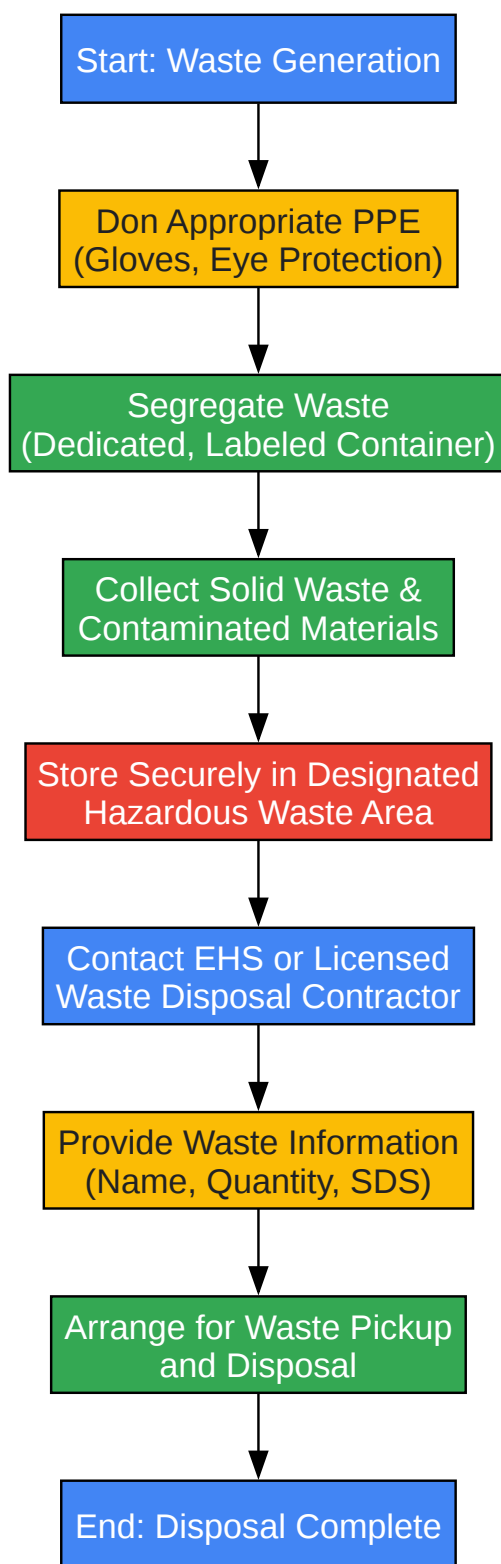 Start: Waste Generation
Don Appropriate PPE
(Gloves, Eye Protection)
Segregate Waste
(Dedicated, Labeled Container)
Collect Solid Waste &
Contaminated Materials
Store Securely in Designated
Hazardous Waste Area
Contact EHS or Licensed
Waste Disposal Contractor
Provide Waste Information
(Name, Quantity, SDS)
Arrange for Waste Pickup
and Disposal
End: Disposal Complete